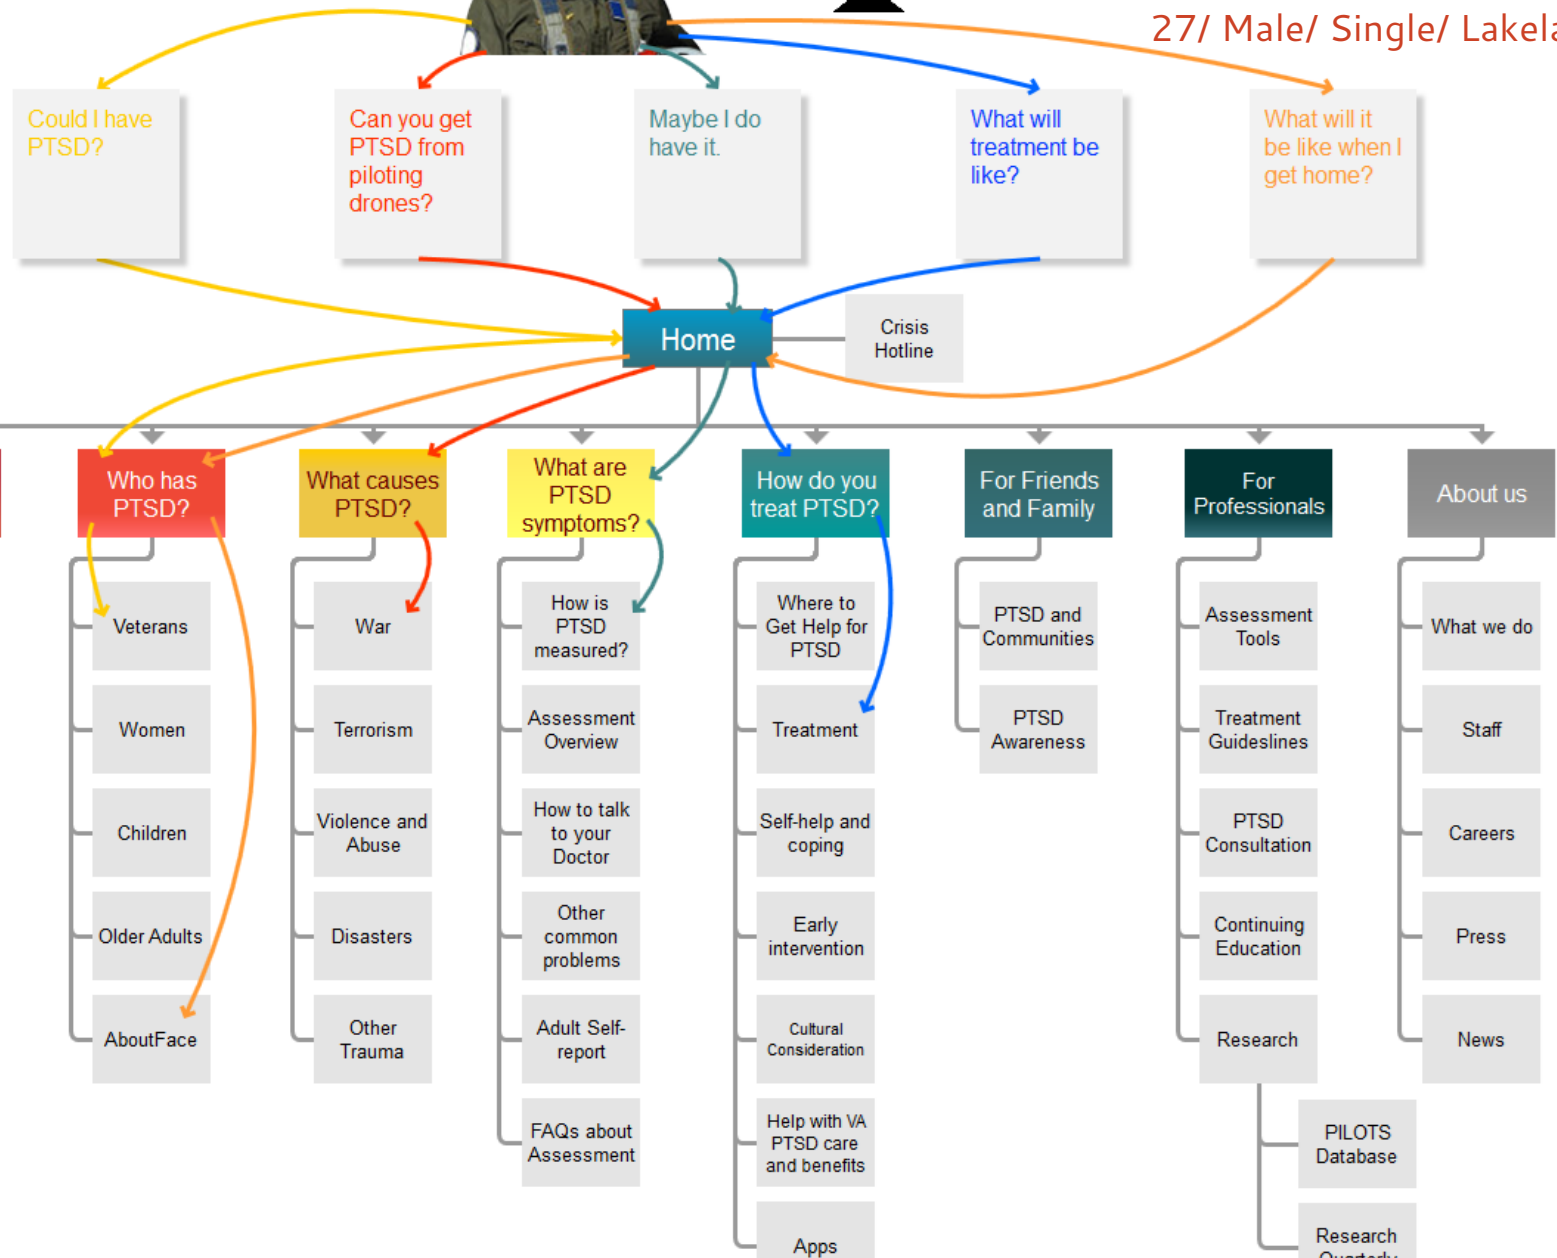 27/ Male/ Single/
Could I have
PTSD?
Can you get
PTSD from
piloting
drones?
Maybe I do
have it.
What will
treatment be
like?
What will it
be like when I
get home?
Home
Crisis
Hotline
Who has
PTSD?
What causes
PTSD?
What are
PTSD
symptoms?
How do you
treat PTSD?
For Friends
and Family
For
Professionals
About us
Veterans
Women
Children
Older Adults
AboutFace
War
Terrorism
Violence and
Abuse
Disasters
Other
Trauma
How is
PTSD
measured?
Assessment
Overview
How to talk
to your
Doctor
Other
common
problems
Adult Self-
report
FAQs about
Assessment
Where to
Get Help for
PTSD
Treatment
Self-help and
coping
Early
intervention
Cultural
Consideration
Help with VA
PTSD care
and benefits
Apps
PTSD and
Communities
PTSD
Awareness
Assessment
Tools
Treatment
Guideslines
PTSD
Consultation
Continuing
Education
Research
PILOTS
Database
Research
What we do
Staff
Careers
Press
News